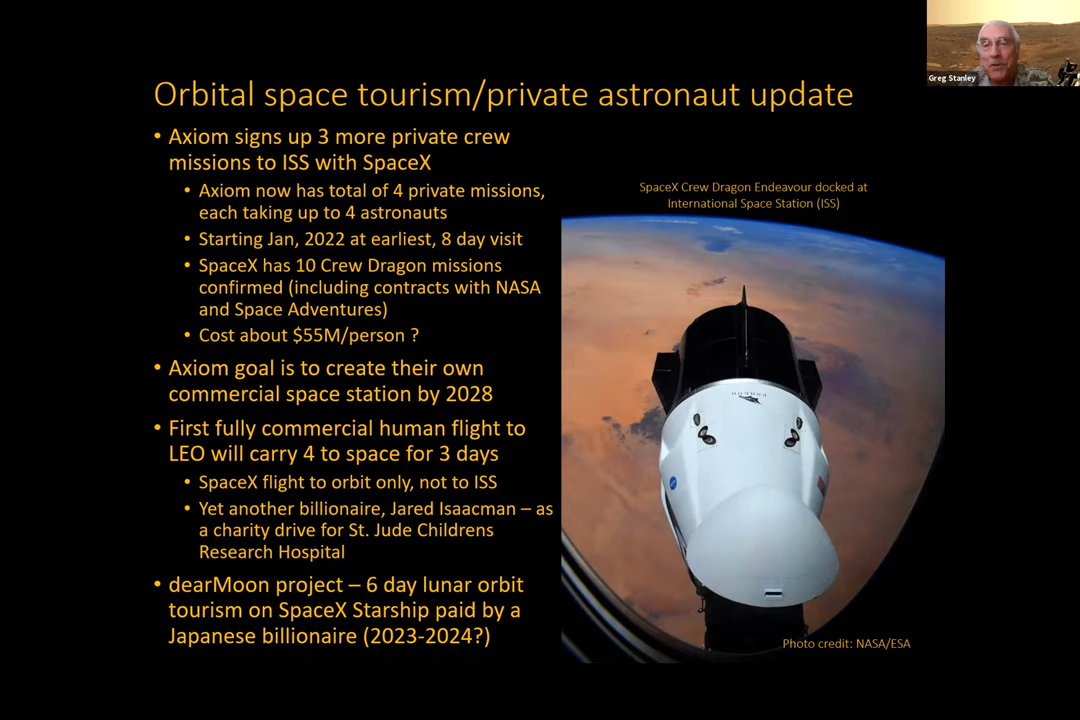 Greg Stanley
Orbital space tourism/private astronaut update
• Axiom signs up 3 more private crew
missions to ISS with SpaceX
• Axiom now has total of 4 private missions,
each taking up to 4 astronauts
• Starting Jan, 2022 at earliest, 8 day visit
• SpaceX has 10 Crew Dragon missions
confirmed (including contracts with NASA
and Space Adventures)
• Cost about $55M/person ?
• Axiom goal is to create their own
commercial space station by 2028
• First fully commercial human flight to
LEO will carry 4 to space for 3 days
• SpaceX flight to orbit only, not to ISS
• Yet another billionaire, Jared Isaacman – as
a charity drive for St. Jude Childrens
Research Hospital
• dearMoon project – 6 day lunar orbit
tourism on SpaceX Starship paid by a
Japanese billionaire (2023-2024?)
SpaceX Crew Dragon Endeavour docked at
International Space Station (ISS)
Photo credit: NASA/ESA